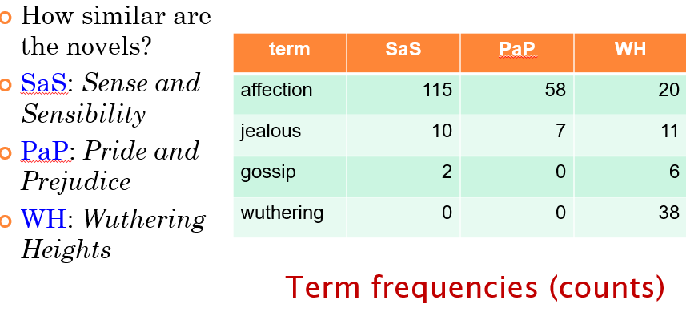 How similar are
the novels?
SaS: Sense and
Sensibility
PaP: Pride and
Prejudice
WH: Wuthering
Heights
term SaS PaP WH
affection 115 58 20
jealous 10 7 11
gossip 2 0 6
wuthering 0 0 38
Term frequencies (counts)